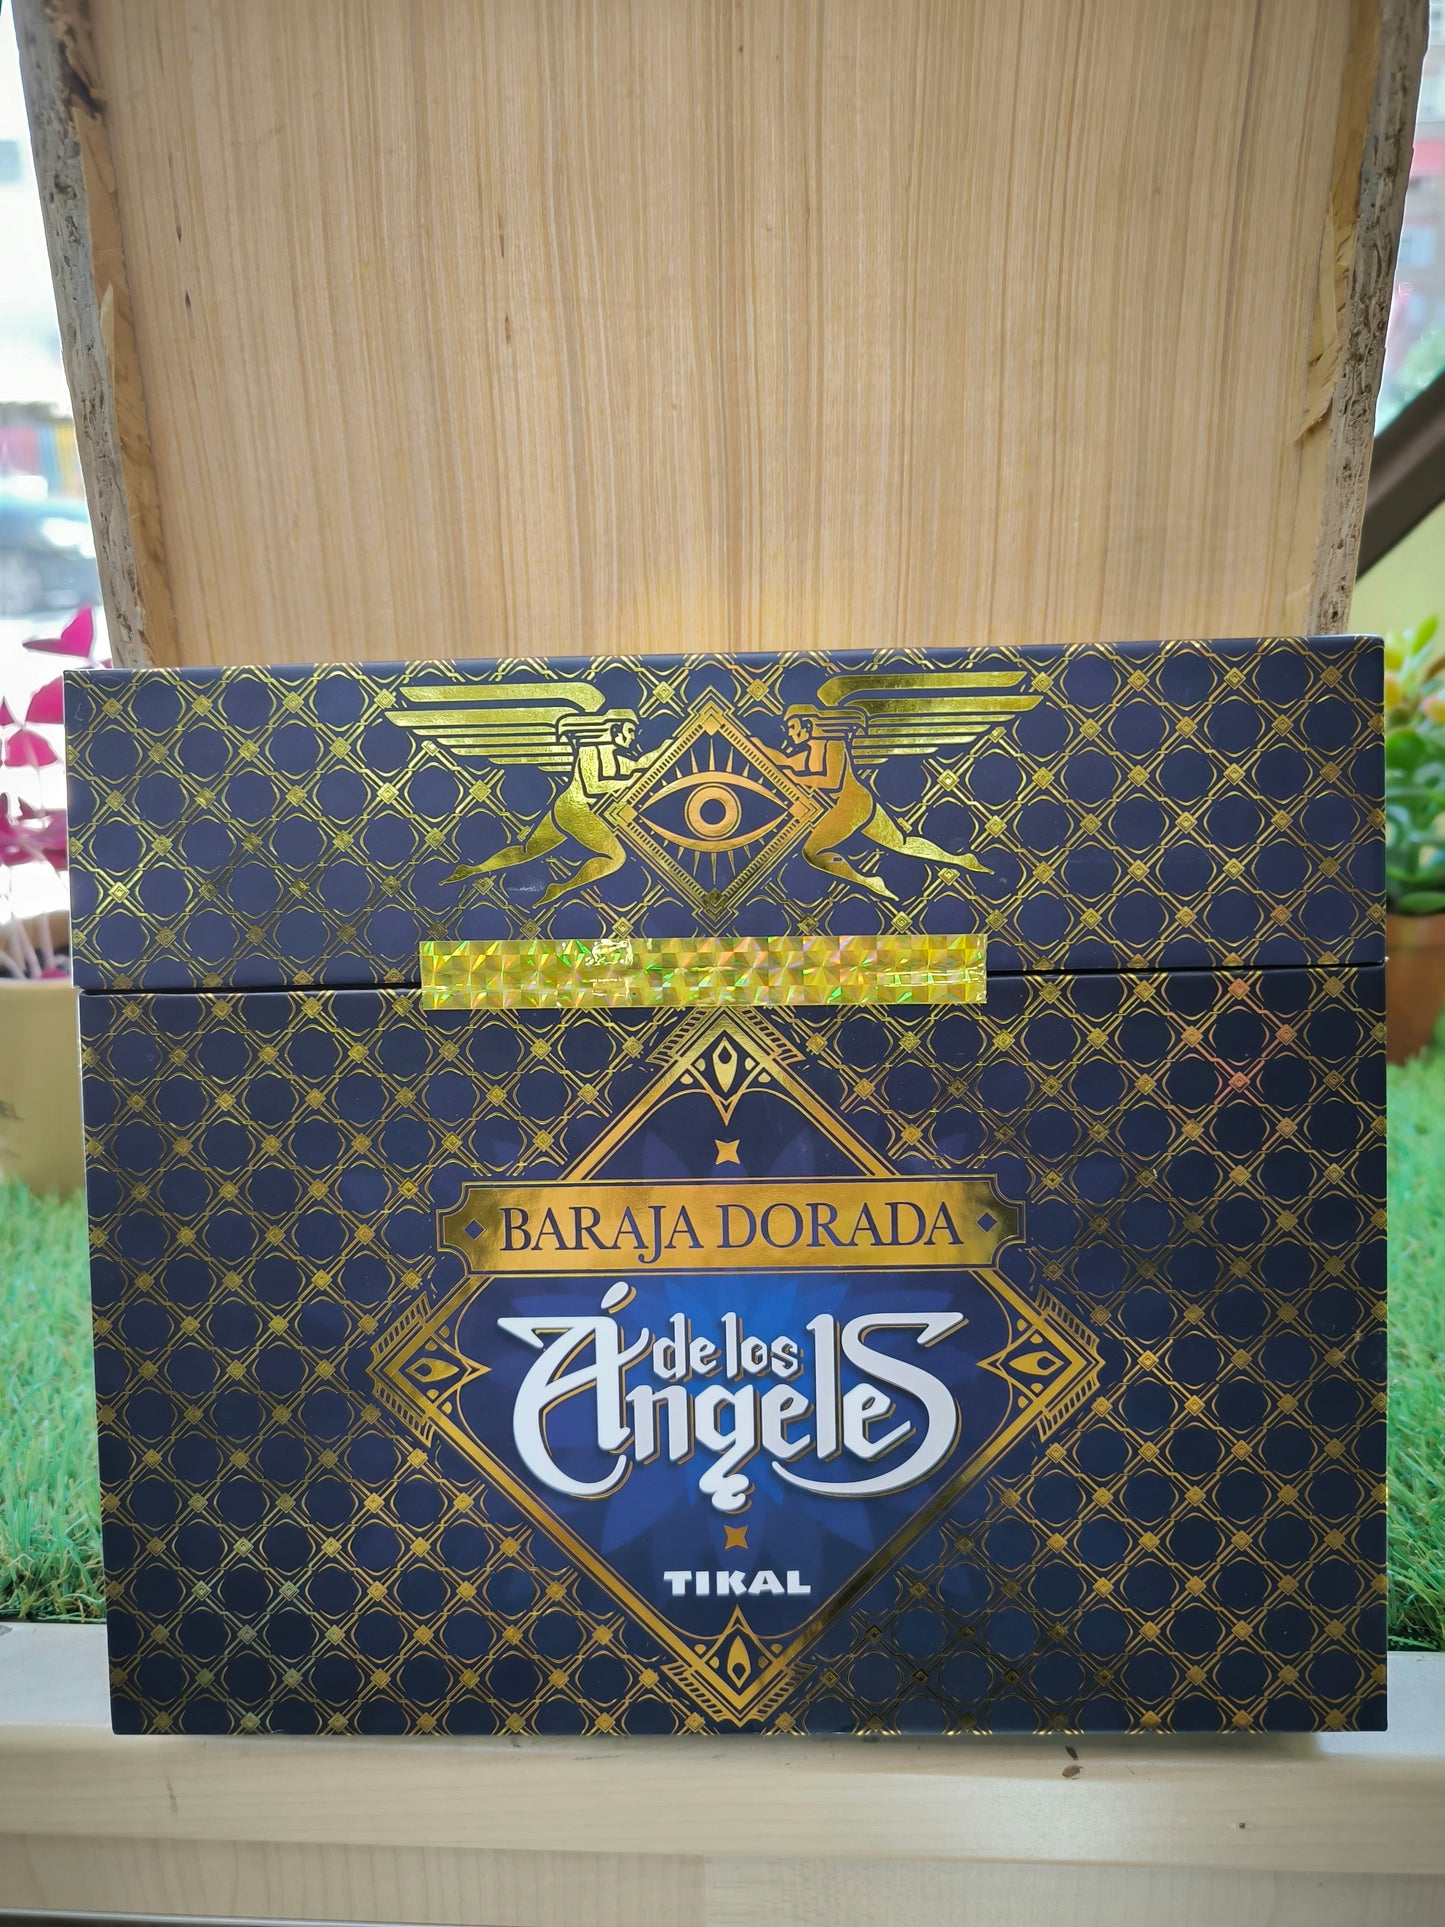 BARAJA DORADA
de los
Ángeles
TIKAL